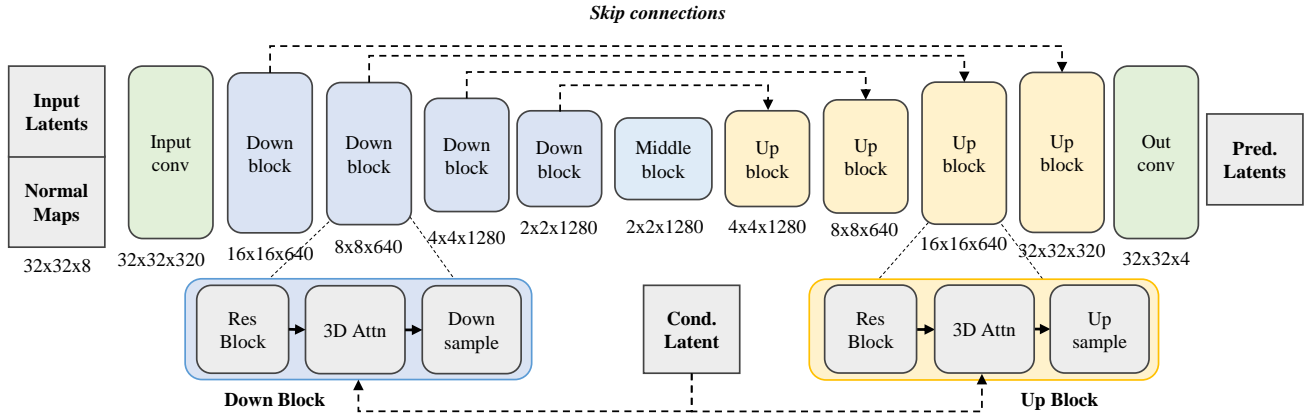 Skip connections
Input
Latents
Normal
Maps
32x32x8
Input
conv
32x32x320
Down
block
16x16x640
Down
block
8x8x640
Down
block
4x4x1280
Down
block
2x2x1280
Middle
block
2x2x1280
Up
block
4x4x1280
Up
block
8x8x640
Up
block
16x16x640
Up
block
32x32x320
Out
conv
32x32x4
Pred.
Latents
Res
Block
3D Attn
Down
sample
Down Block
Cond.
Latent
Res
Block
3D Attn
Up
sample
Up Block